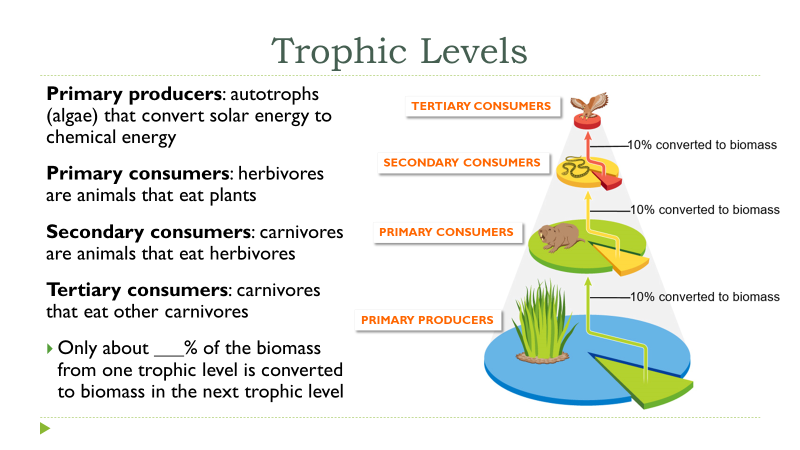 Trophic Levels
Primary producers: autotrophs
(algae) that convert solar energy to
chemical energy
Primary consumers: herbivores
are animals that eat plants
Secondary consumers: carnivores
are animals that eat herbivores
Tertiary consumers: carnivores
that eat other carnivores
Only about ___% of the biomass
from one trophic level is converted
to biomass in the next trophic level
TERTIARY CONSUMERS
10% converted to biomass
SECONDARY CONSUMERS
10% converted to biomass
PRIMARY CONSUMERS
10% converted to biomass
PRIMARY PRODUCERS